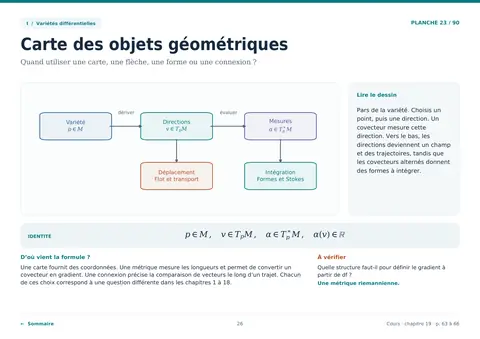 I / Variétés différentielles
PLANCHE 23 / 90
Carte des objets géométriques
Quand utiliser une carte, une flèche, une forme ou une connexion ?
Variété
p ∈ M
dériver
Directions
v ∈ TₚM
évaluer
Mesures
α ∈ Tₚ*M
Déplacement
Flot et transport
Intégration
Formes et Stokes
Lire le dessin
Pars de la variété. Choisis un
point, puis une direction. Un
covecteur mesure cette
direction. Vers le bas, les
directions deviennent un champ
et des trajectoires, tandis que
les covecteurs alternés donnent
des formes à intégrer.
IDENTITÉ
p ∈ M, v ∈ TₚM, α ∈ Tₚ*M, α(v) ∈ ℝ
D'où vient la formule ?
Une carte fournit des coordonnées. Une métrique mesure les longueurs et permet de convertir un
covecteur en gradient. Une connexion précise la comparaison de vecteurs le long d'un trajet. Chacun
de ces choix correspond à une question différente dans les chapitres 1 à 18.
À vérifier
Quelle structure faut-il pour définir le gradient à
partir de df ?
Une métrique riemannienne.
← Sommaire
26
Cours · chapitre 19 · p. 63 à 66